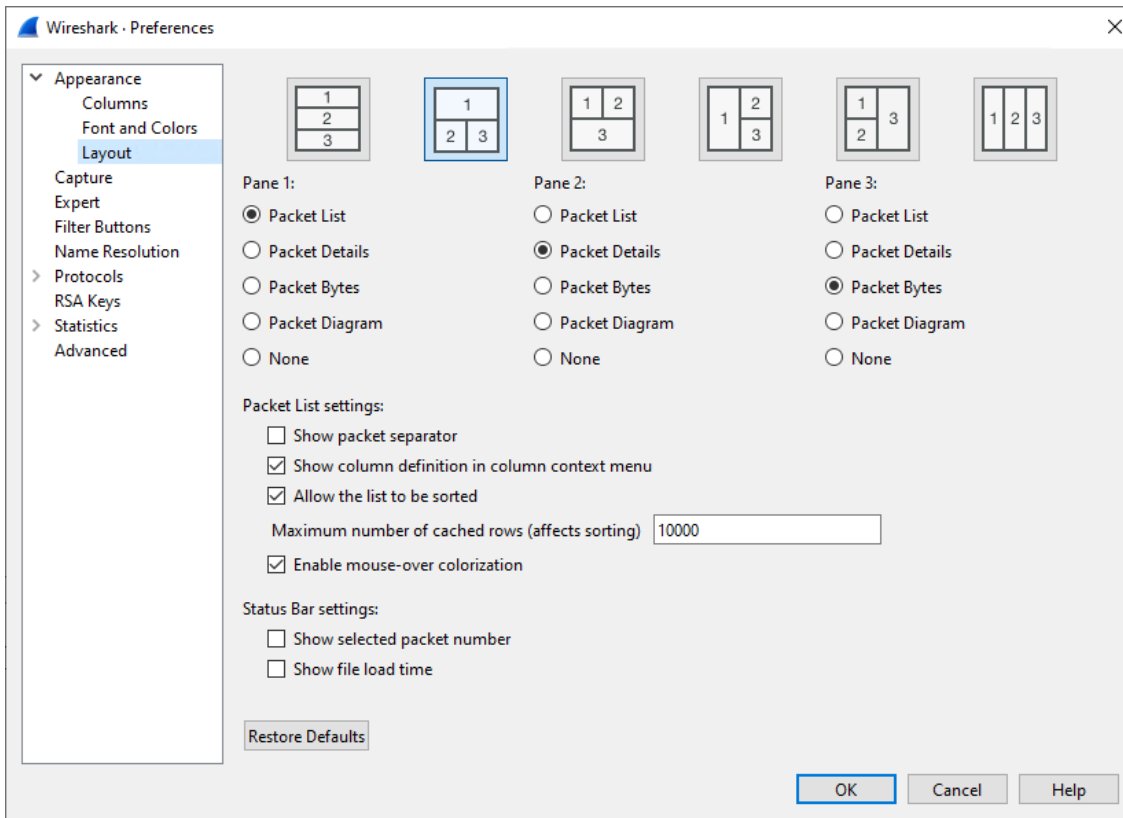 Wireshark · Preferences
Appearance
Columns
Font and Colors
Layout
Capture
Expert
Filter Buttons
Name Resolution
Protocols
RSA Keys
Statistics
Advanced
1 2 3
1 2 3
1 2 3
1 2 3
1 2 3
1 2 3
Pane 1:
Packet List
Packet Details
Packet Bytes
Packet Diagram
None
Pane 2:
Packet List
Packet Details
Packet Bytes
Packet Diagram
None
Pane 3:
Packet List
Packet Details
Packet Bytes
Packet Diagram
None
Packet List settings:
Show packet separator
Show column definition in column context menu
Allow the list to be sorted
Maximum number of cached rows (affects sorting) 10000
Enable mouse-over colorization
Status Bar settings:
Show selected packet number
Show file load time
Restore Defaults
OK Cancel Help